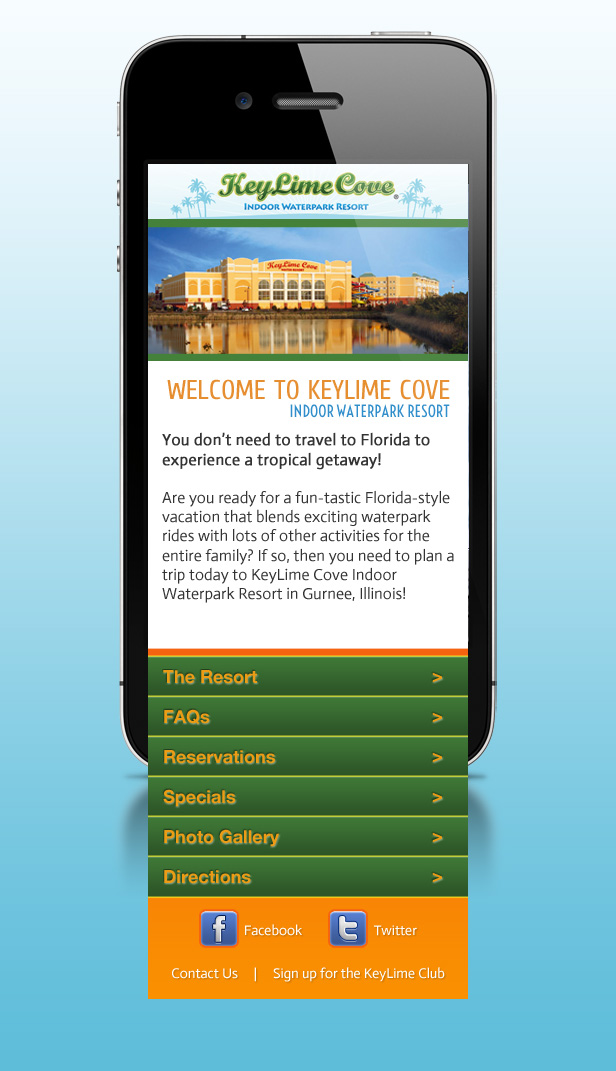 KeyLime Cove®
INDOOR WATERPARK RESORT
KeyLime Cove
WELCOME TO KEYLIME COVE
INDOOR WATERPARK RESORT
You don’t need to travel to Florida to
experience a tropical getaway!
Are you ready for a fun-tastic Florida-style
vacation that blends exciting waterpark
rides with lots of other activities for the
entire family? If so, then you need to plan a
trip today to KeyLime Cove Indoor
Waterpark Resort in Gurnee, Illinois!
The Resort >
FAQs >
Reservations >
Specials >
Photo Gallery >
Directions >
f Facebook t Twitter
Contact Us | Sign up for the KeyLime Club